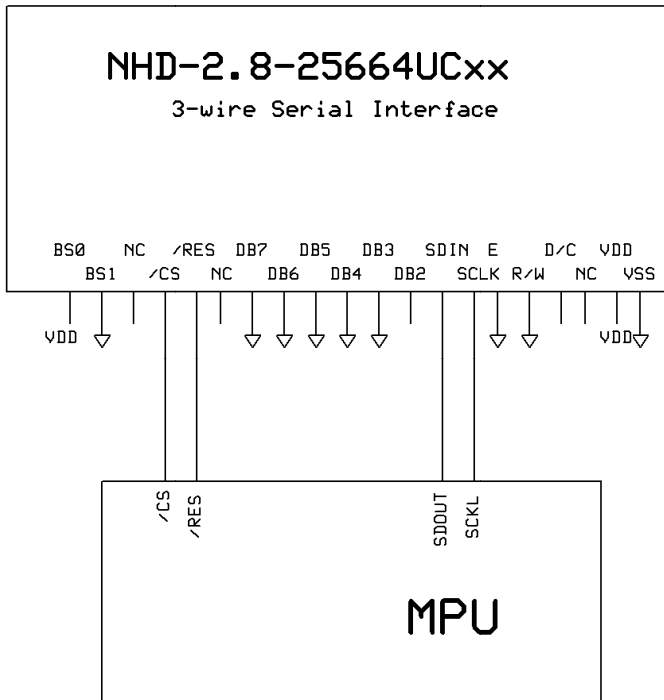 NHD-2.8-25664UCxx
3-wire Serial Interface
BS0 NC /RES DB7 DB5 DB3 SDIN E D/C VDD
BS1 /CS NC DB6 DB4 DB2 SCLK R/W NC VSS
VDD VDD
/CS
/RES
SDOUT
SCKL
MPU